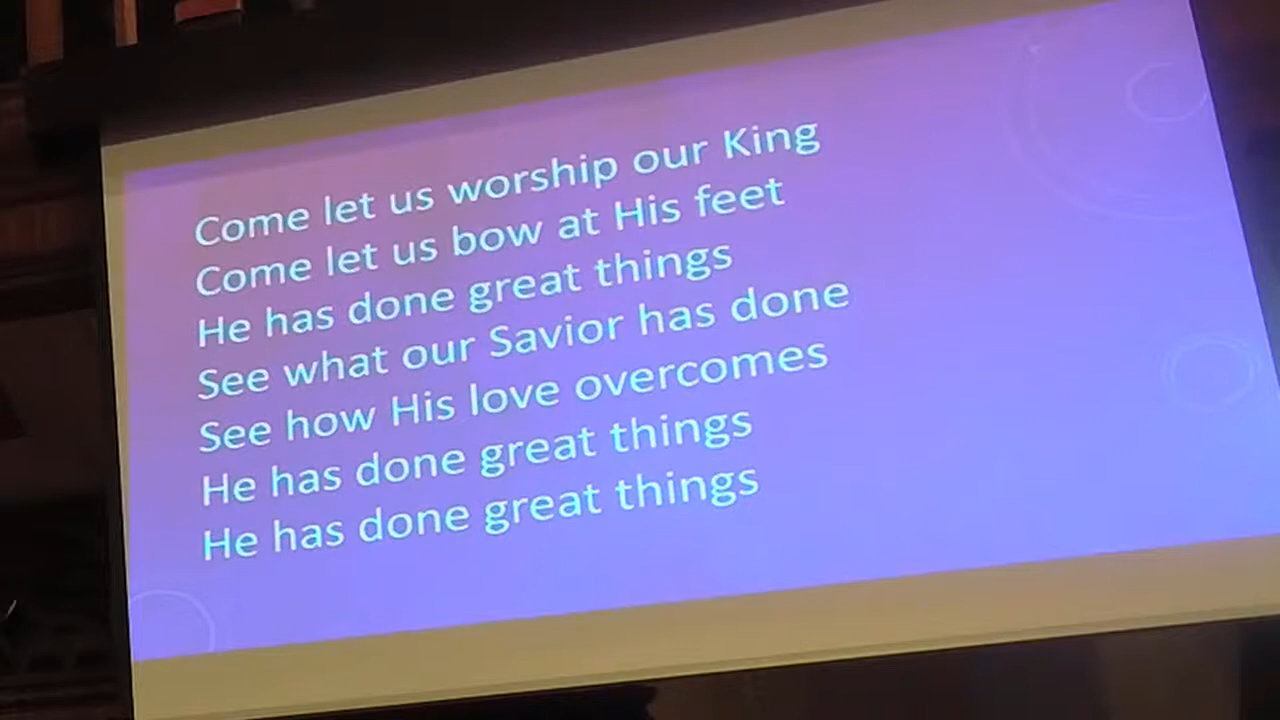 Come let us worship our King
Come let us bow at His feet
He has done great things
See what our Savior has done
See how His love overcomes
He has done great things
He has done great things